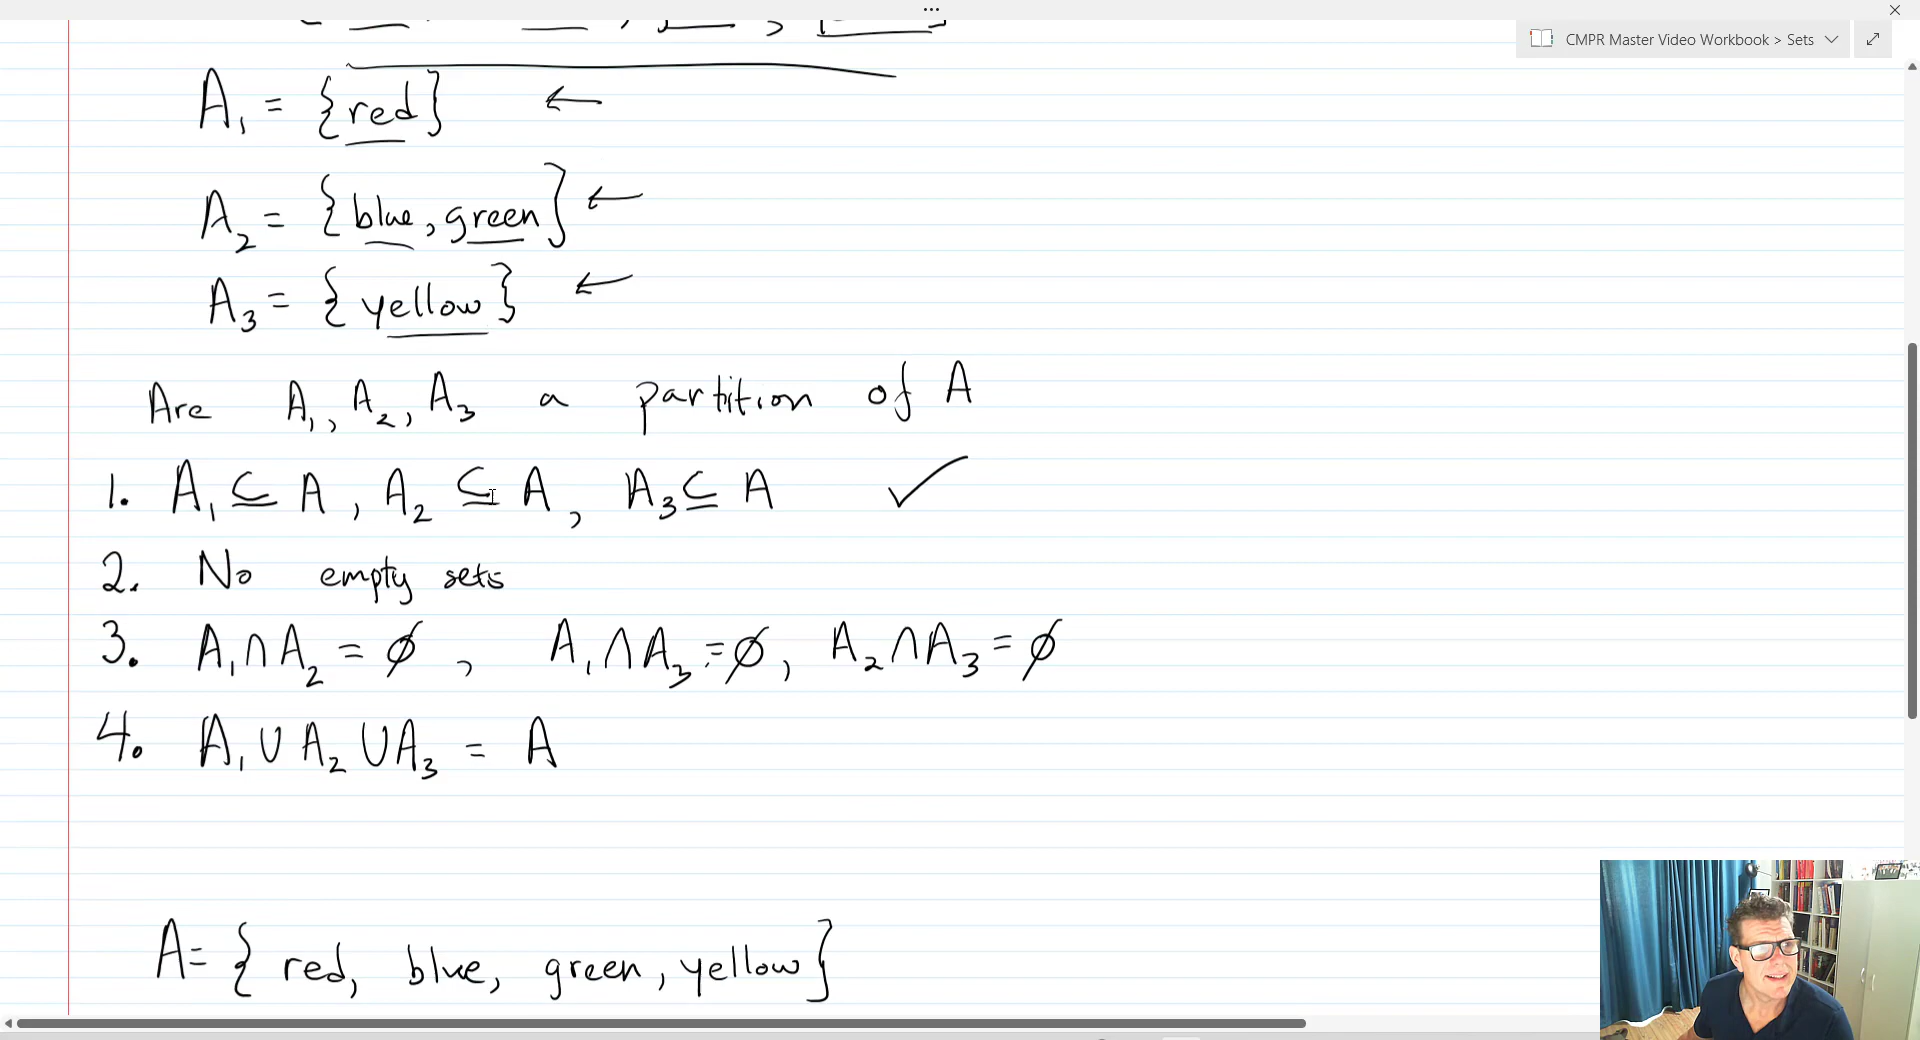 CMPR Master Video Workbook > Sets
A₁ = {red} ←
A₂ = {blue, green} ←
A₃ = {yellow} ←
Are A₁, A₂, A₃ a partition of A
1. A₁ ⊆ A, A₂ ⊆ A, A₃ ⊆ A ✓
2. No empty sets
3. A₁ ∩ A₂ = ∅, A₁ ∩ A₃ = ∅, A₂ ∩ A₃ = ∅
4. A₁ ∪ A₂ ∪ A₃ = A
A = {red, blue, green, yellow}